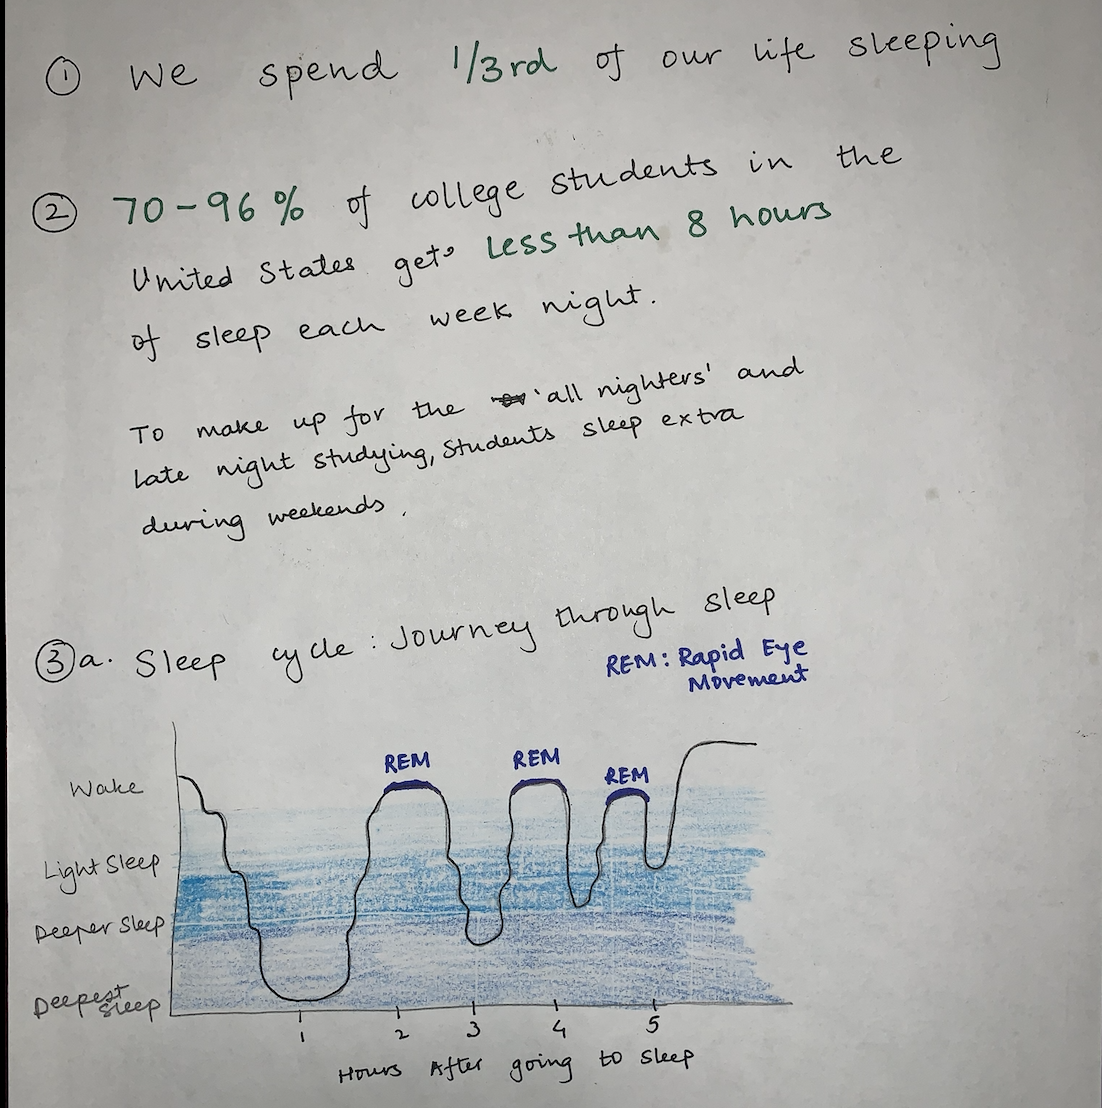 ① We spend 1/3rd of our life sleeping
② 70-96% of college students in the
United States gets less than 8 hours
of sleep each week night.
To make up for the 'all nighters' and
late night studying, students sleep extra
during weekends.
③a. Sleep cycle : Journey through sleep
REM: Rapid Eye
Movement
REM
REM
REM
Wake
Light Sleep
Deeper Sleep
Deepest
Sleep
1 2 3 4 5
Hours After going to sleep